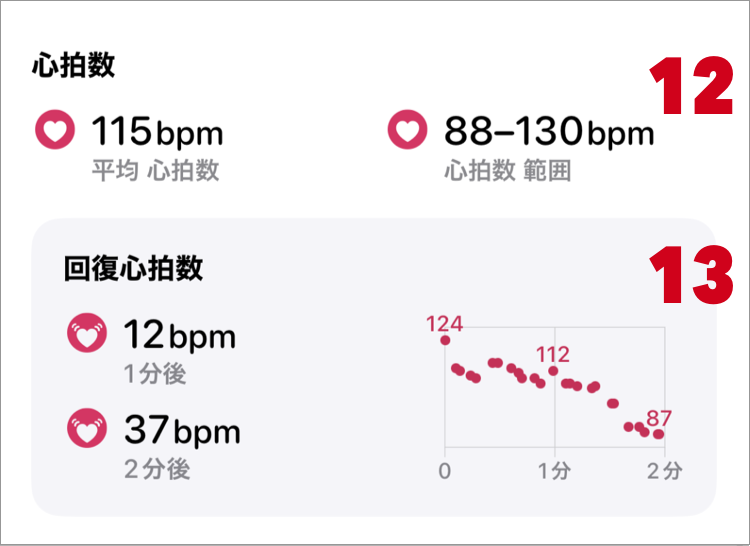 心拍数
12
115bpm
平均 心拍数
88–130bpm
心拍数 範囲
回復心拍数
13
12bpm
1分後
37bpm
2分後
124
112
87
0
1分
2分